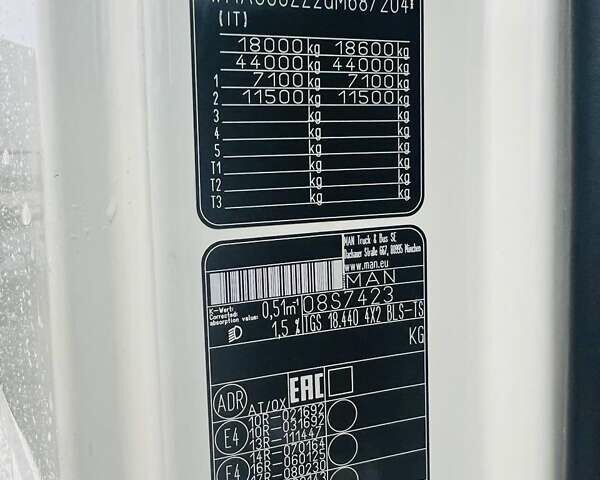 (IT)
18000 kg 18600 kg
44000 kg 44000 kg
1 7100 kg 7100 kg
2 11500 kg 11500 kg
3 kg kg
4 kg kg
5 kg kg
T1 kg kg
T2 kg kg
T3 kg kg
MAN Truck & Bus SE
Dachauer Straße 667, 80995 München
www.man.eu
MAN
K-Wert: Corrected absorption value: 0,51m⁻¹ 08S7423
1,5 % TGS 18.440 4X2 BLS-TS
KG
EAC
ADR AT/OX
10R-021692
E4 10R-031692
13R-11144
14R-070164
14R-060125
E4 16R-080230